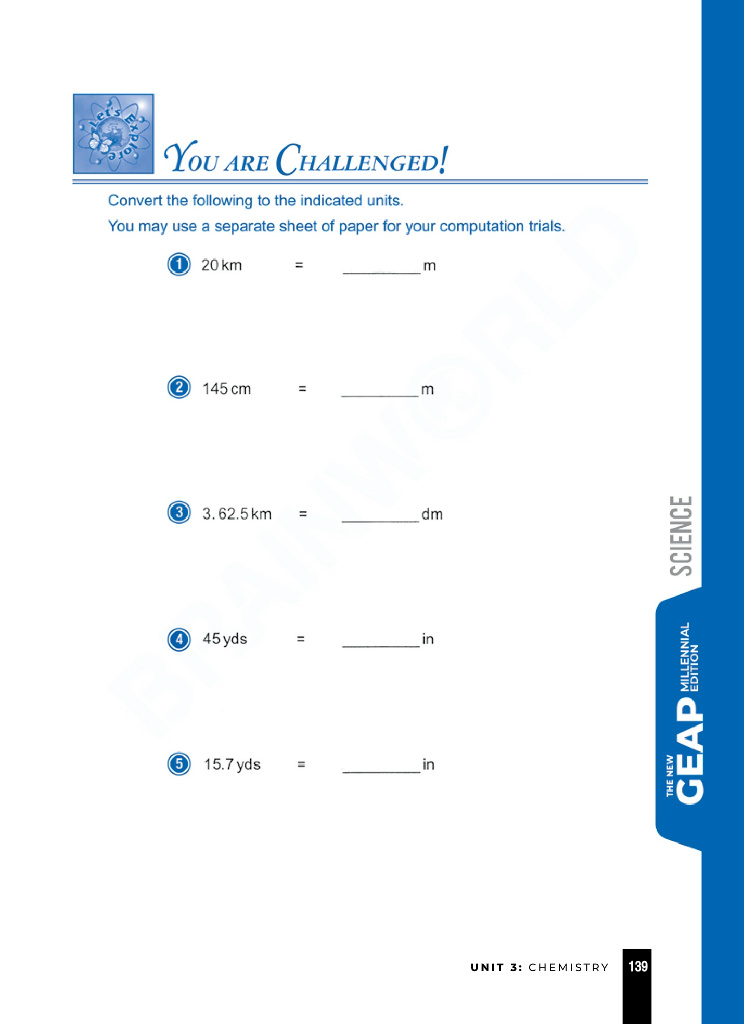 Let's Explore
YOU ARE CHALLENGED!
Convert the following to the indicated units.
You may use a separate sheet of paper for your computation trials.
1 20 km = _________ m
2 145 cm = _________ m
3 3. 62.5 km = _________ dm
4 45 yds = _________ in
5 15.7 yds = _________ in
BRAINWORLD
SCIENCE
THE NEW
GEAP MILLENNIAL
EDITION
UNIT 3: CHEMISTRY 139